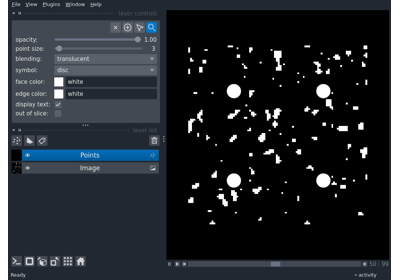 File View Plugins Window Help
layer controls
opacity: 1.00
point size: 3
blending: translucent
symbol: disc
face color: white
edge color: white
display text:
out of slice:
layer list
Points
Image
0
50 | 99
Ready
activity